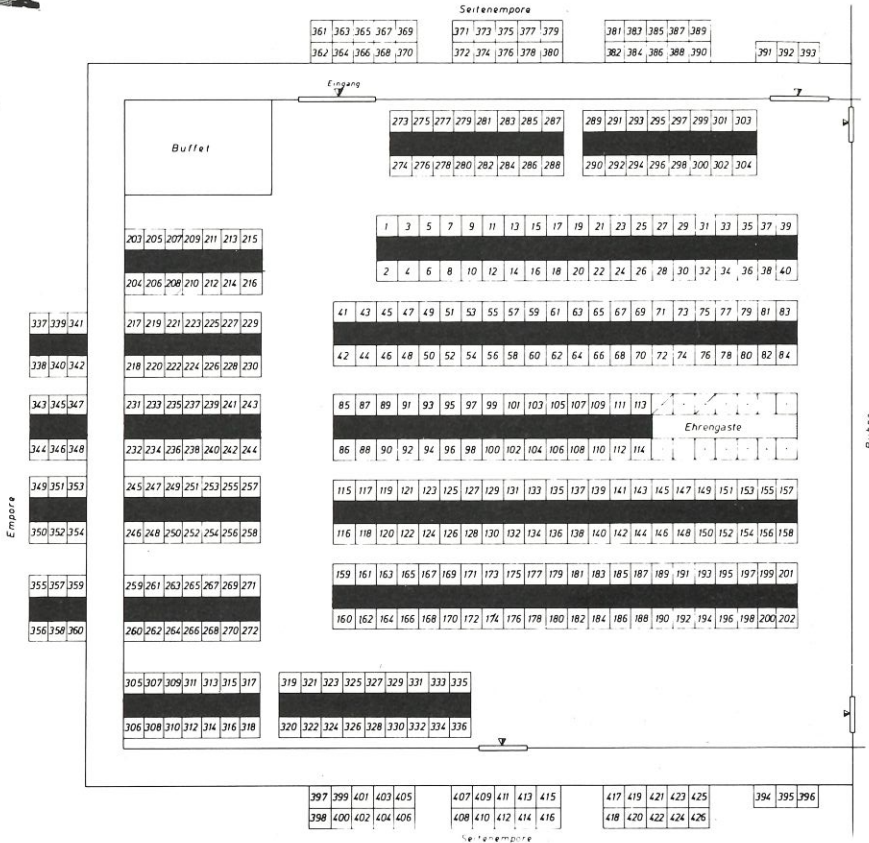 Seitenempore
361 363 365 367 369 371 373 375 377 379 381 383 385 387 389
362 364 366 368 370 372 374 376 378 380 382 384 386 388 390 391 392 393
Eingang
Buffet
273 275 277 279 281 283 285 287 289 291 293 295 297 299 301 303
274 276 278 280 282 284 286 288 290 292 294 296 298 300 302 304
203 205 207 209 211 213 215
204 206 208 210 212 214 216
1 3 5 7 9 11 13 15 17 19 21 23 25 27 29 31 33 35 37 39
2 4 6 8 10 12 14 16 18 20 22 24 26 28 30 32 34 36 38 40
337 339 341 217 219 221 223 225 227 229
338 340 342 218 220 222 224 226 228 230
41 43 45 47 49 51 53 55 57 59 61 63 65 67 69 71 73 75 77 79 81 83
42 44 46 48 50 52 54 56 58 60 62 64 66 68 70 72 74 76 78 80 82 84
343 345 347 231 233 235 237 239 241 243
344 346 348 232 234 236 238 240 242 244
85 87 89 91 93 95 97 99 101 103 105 107 109 111 113
Ehrengäste
86 88 90 92 94 96 98 100 102 104 106 108 110 112 114
Empore
349 351 353 245 247 249 251 253 255 257
350 352 354 246 248 250 252 254 256 258
115 117 119 121 123 125 127 129 131 133 135 137 139 141 143 145 147 149 151 153 155 157
116 118 120 122 124 126 128 130 132 134 136 138 140 142 144 146 148 150 152 154 156 158
355 357 359 259 261 263 265 267 269 271
356 358 360 260 262 264 266 268 270 272
159 161 163 165 167 169 171 173 175 177 179 181 183 185 187 189 191 193 195 197 199 201
160 162 164 166 168 170 172 174 176 178 180 182 184 186 188 190 192 194 196 198 200 202
305 307 309 311 313 315 317 319 321 323 325 327 329 331 333 335
306 308 310 312 314 316 318 320 322 324 326 328 330 332 334 336
397 399 401 403 405 407 409 411 413 415 417 419 421 423 425 394 395 396
398 400 402 404 406 408 410 412 414 416 418 420 422 424 426
Seitenempore